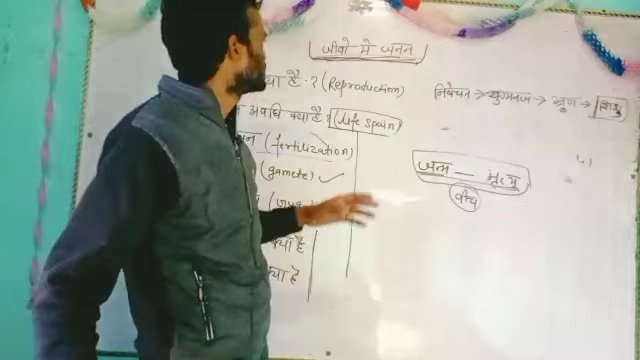 जीवो मे जनन
क्या है ? (Reproduction)
अवधि क्या है ? (Life Spain)
(fertilization)
(gamete) ✓
क्या है
क्या है
निषेचन → युग्मनज → भ्रूण → शिशु
जन्म — मृत्यु
बीच